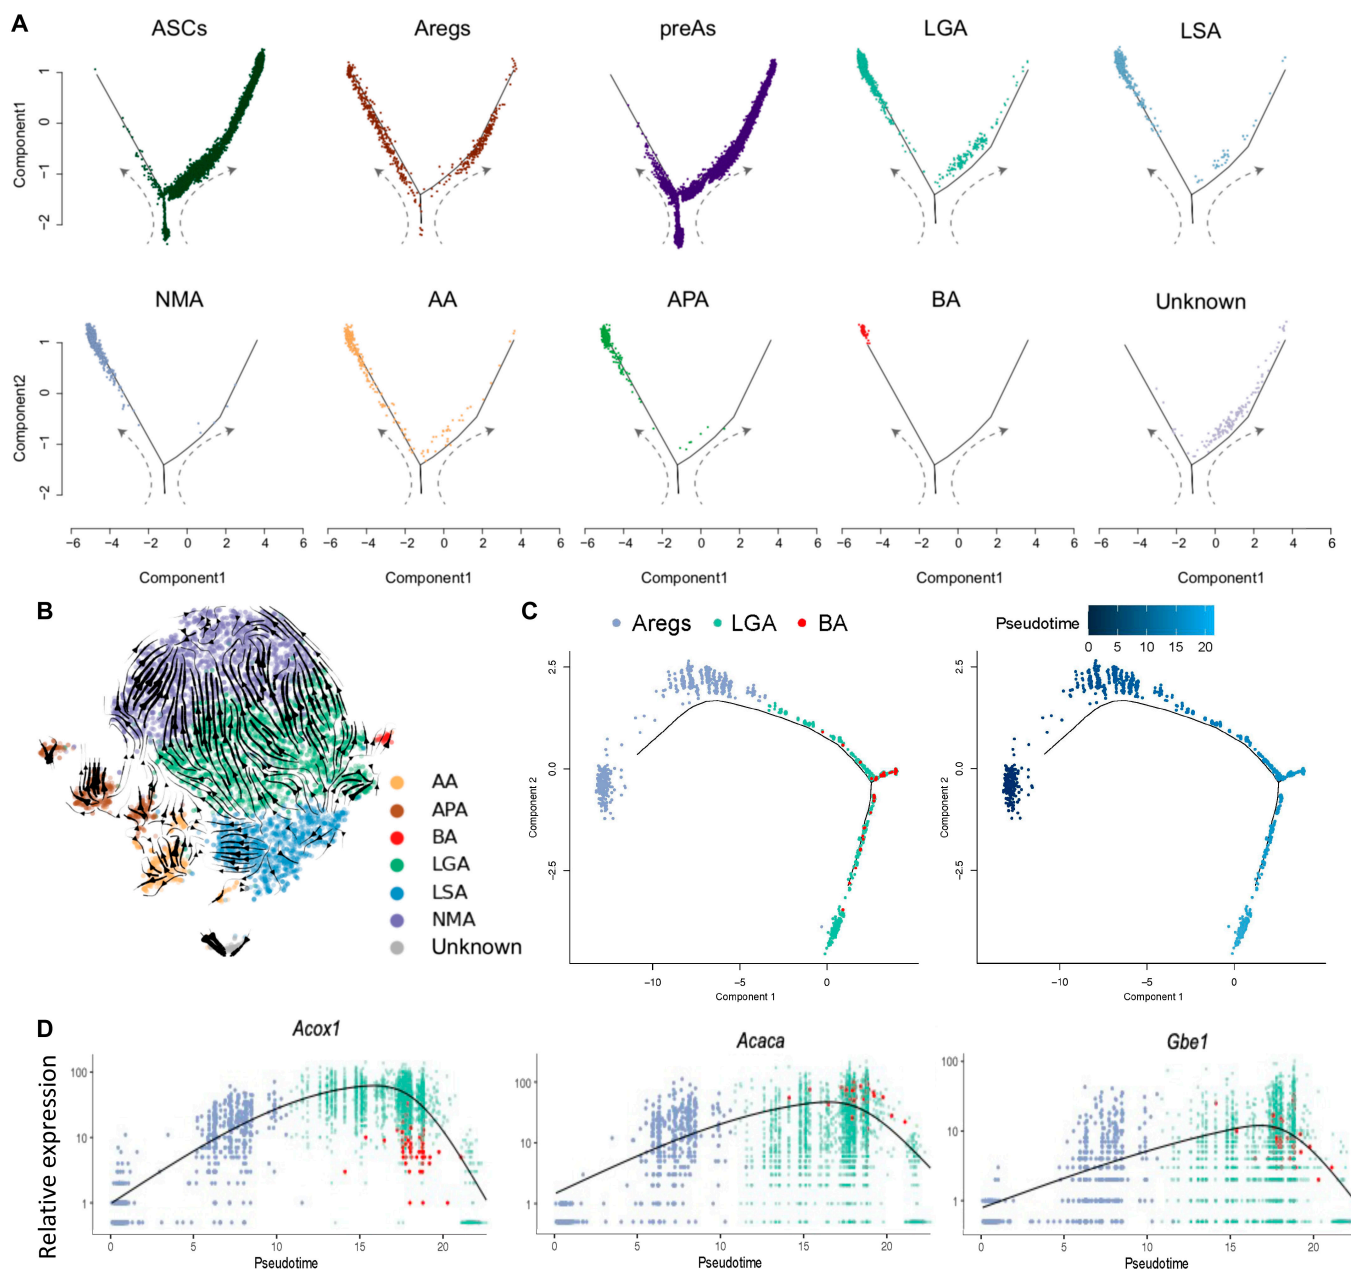 A
ASCs
Aregs
preAs
LGA
LSA
Component1
1
0
−1
−2
NMA
AA
APA
BA
Unknown
Component2
1
0
−1
−2
−6 −4 −2 0 2 4 6
−6 −4 −2 0 2 4 6
−6 −4 −2 0 2 4 6
−6 −4 −2 0 2 4 6
−6 −4 −2 0 2 4 6
Component1
Component1
Component1
Component1
Component1
B
AA
APA
BA
LGA
LSA
NMA
Unknown
C
Aregs LGA BA
Component 2
2.5
0.0
−2.5
−10 −5 0
Component 1
Pseudotime
0 5 10 15 20
Component 2
2.5
0.0
−2.5
−10 −5 0
Component 1
D
Relative expression
Acox1
100
10
1
0 5 10 15 20
Pseudotime
Acaca
100
10
1
0 5 10 15 20
Pseudotime
Gbe1
100
10
1
0 5 10 15 20
Pseudotime